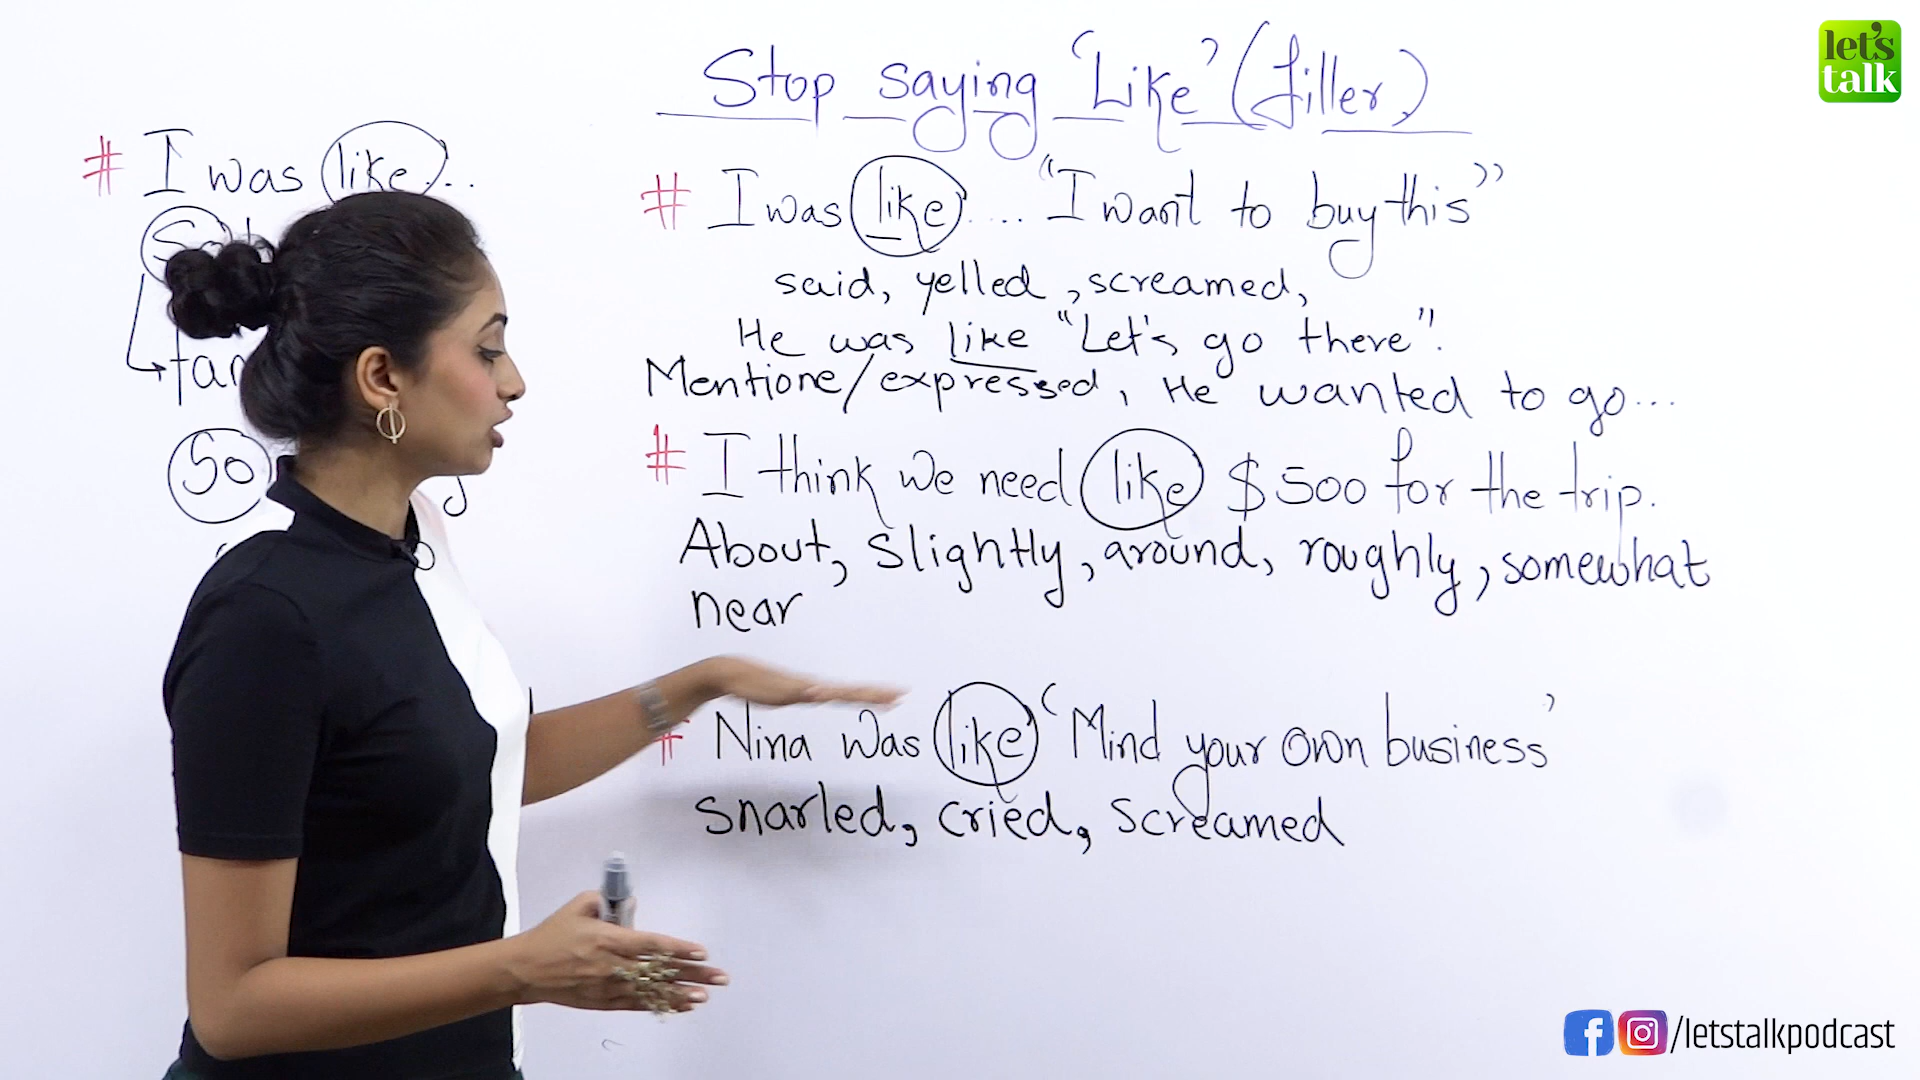 let's
talk
Stop saying 'Like' (filler)
# I was like...
So
# I was like .... "I want to buy this"
said, yelled, screamed,
He was like "Let's go there".
Mentione/expressed, He wanted to go...
# I think we need like $500 for the trip.
About, slightly, around, roughly, somewhat
near
# Nina was like 'Mind your own business'
snarled, cried, screamed
/letstalkpodcast